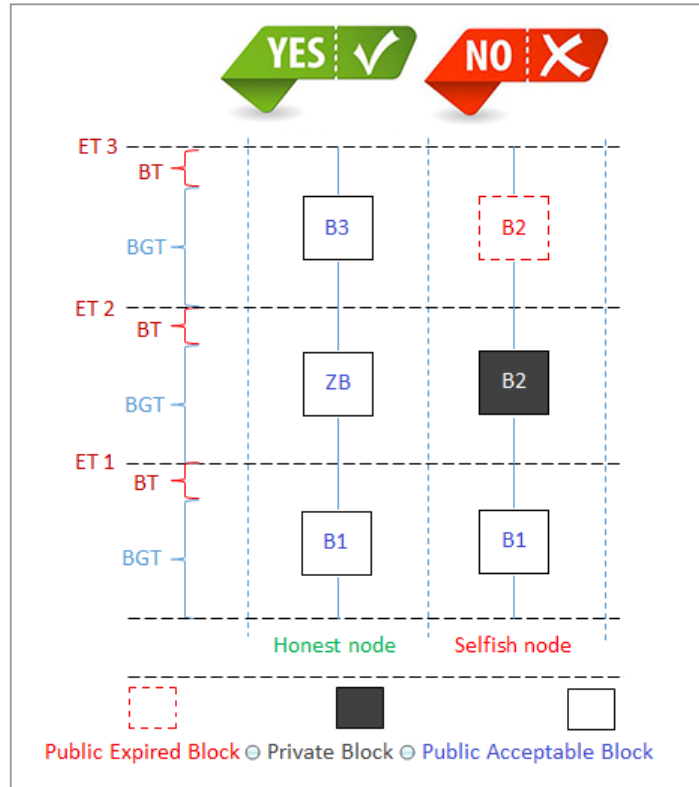 YES NO
ET 3
BT
B3 B2
BGT
ET 2
BT
ZB B2
BGT
ET 1
BT
B1 B1
BGT
Honest node Selfish node
Public Expired Block Private Block Public Acceptable Block